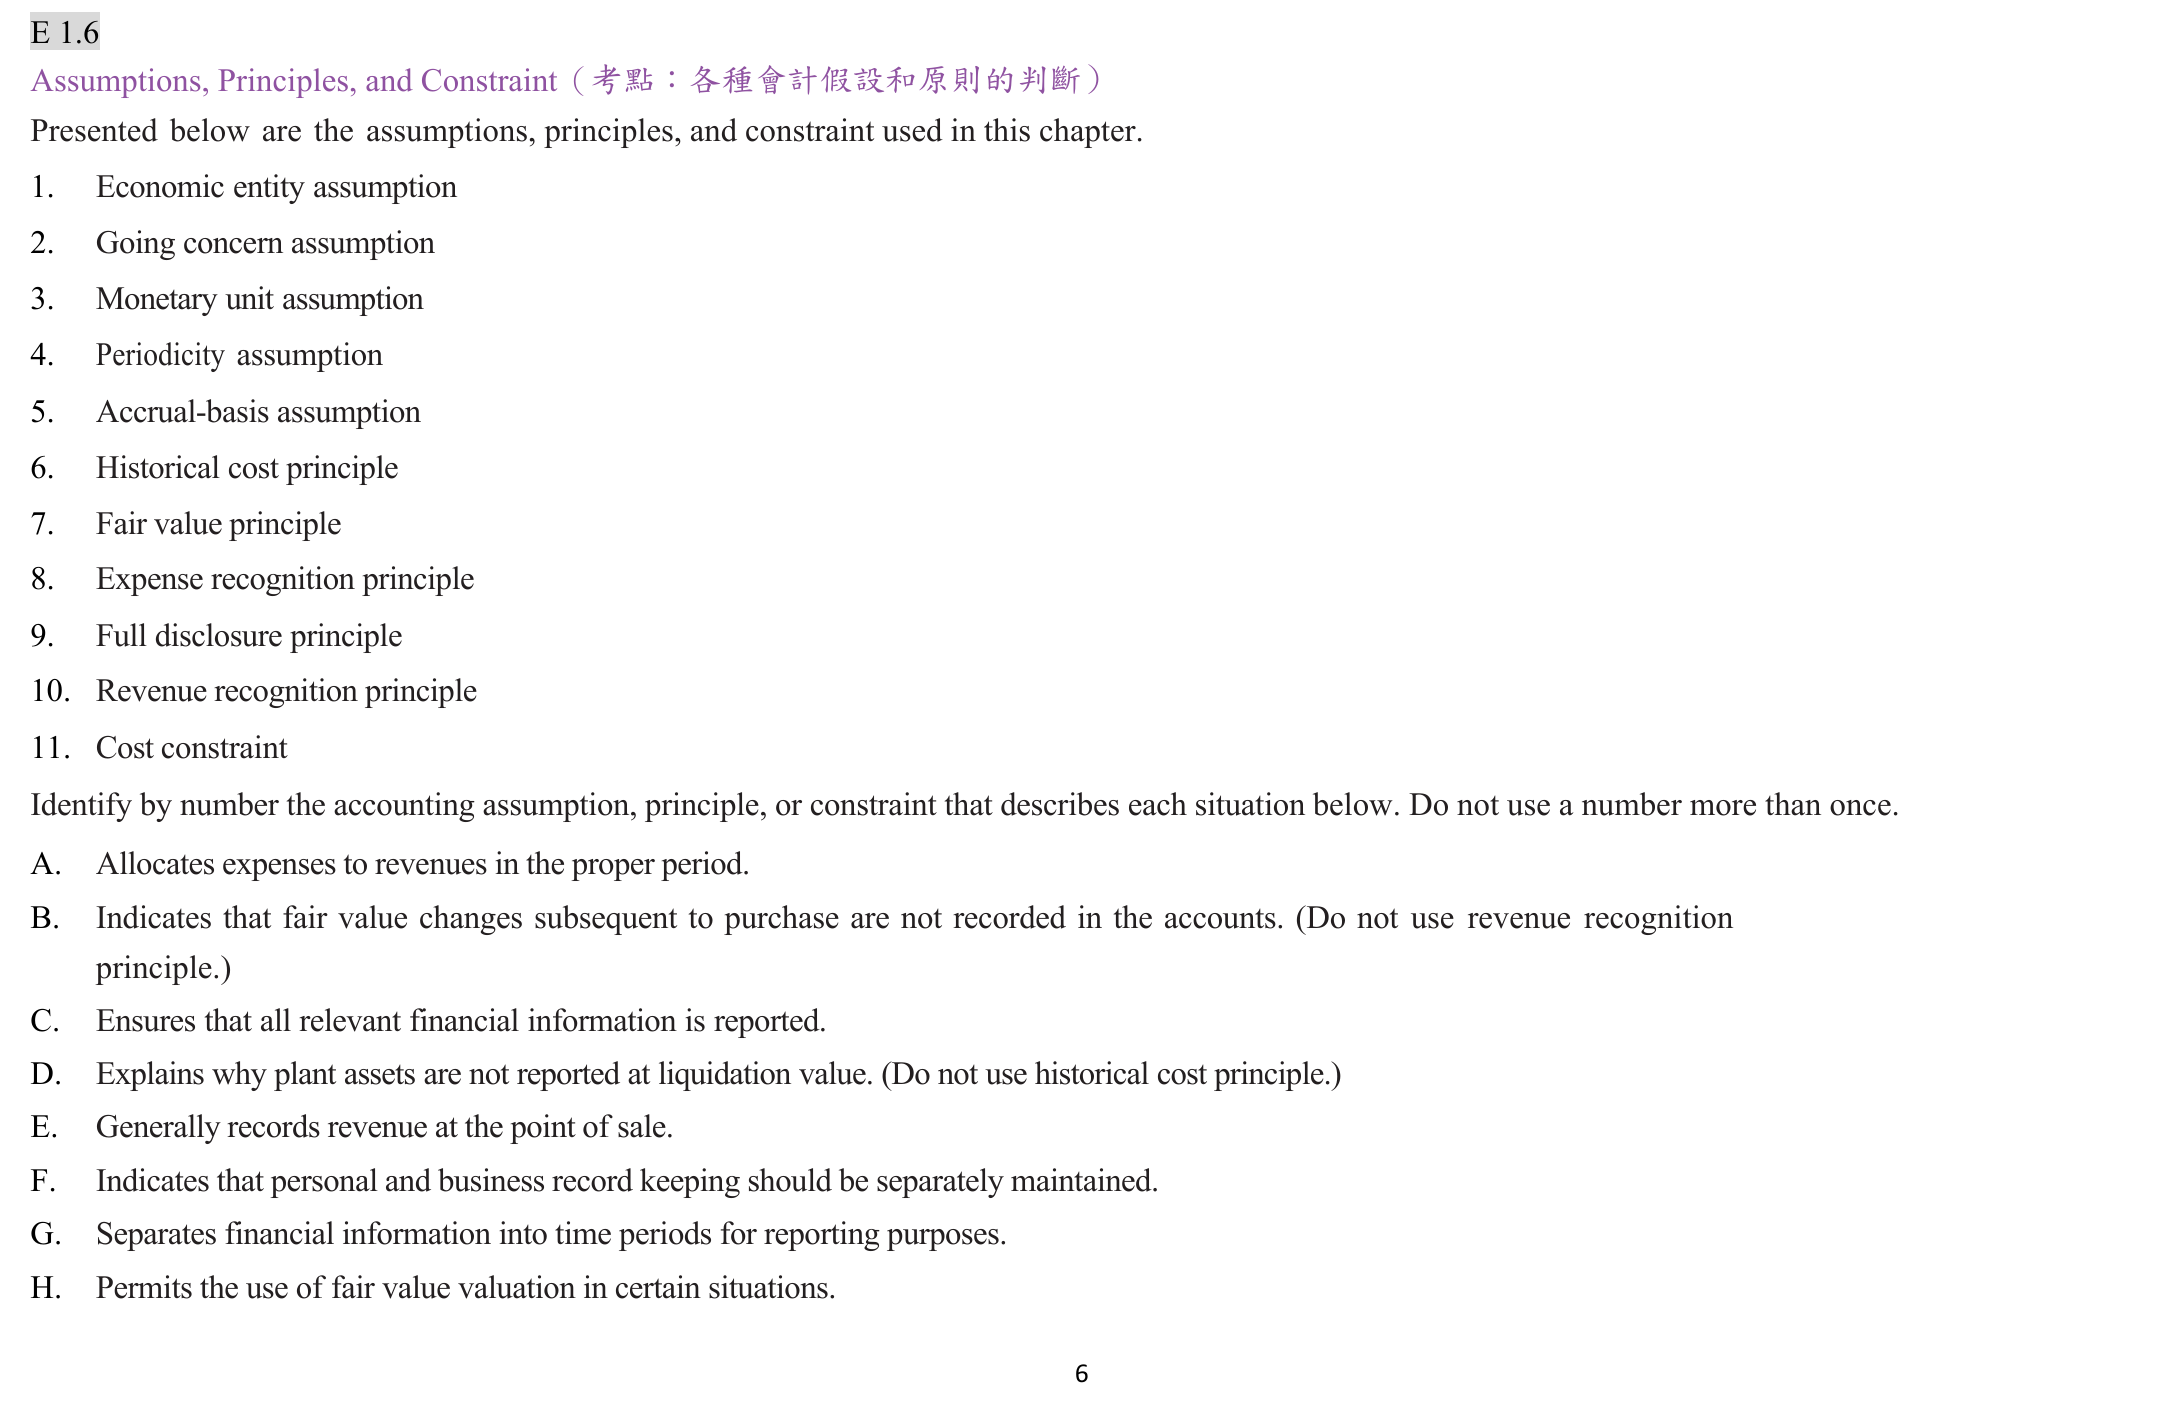 E 1.6
Assumptions, Principles, and Constraint（考點：各種會計假設和原則的判斷）
Presented below are the assumptions, principles, and constraint used in this chapter.
1. Economic entity assumption
2. Going concern assumption
3. Monetary unit assumption
4. Periodicity assumption
5. Accrual-basis assumption
6. Historical cost principle
7. Fair value principle
8. Expense recognition principle
9. Full disclosure principle
10. Revenue recognition principle
11. Cost constraint
Identify by number the accounting assumption, principle, or constraint that describes each situation below. Do not use a number more than once.
A. Allocates expenses to revenues in the proper period.
B. Indicates that fair value changes subsequent to purchase are not recorded in the accounts. (Do not use revenue recognition
principle.)
C. Ensures that all relevant financial information is reported.
D. Explains why plant assets are not reported at liquidation value. (Do not use historical cost principle.)
E. Generally records revenue at the point of sale.
F. Indicates that personal and business record keeping should be separately maintained.
G. Separates financial information into time periods for reporting purposes.
H. Permits the use of fair value valuation in certain situations.
6